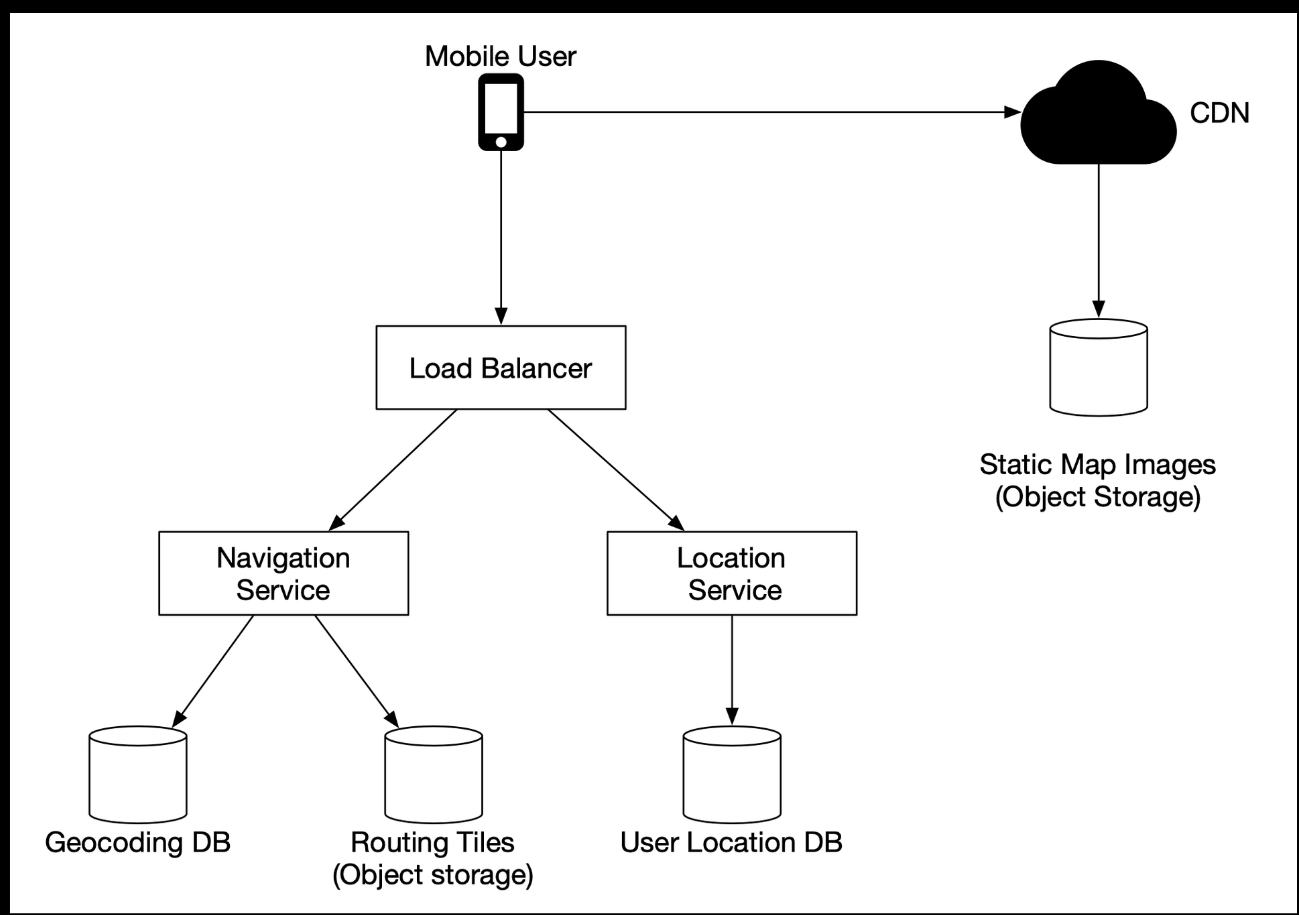 Mobile User
CDN
Load Balancer
Static Map Images
(Object Storage)
Navigation
Service
Location
Service
Geocoding DB
Routing Tiles
(Object storage)
User Location DB